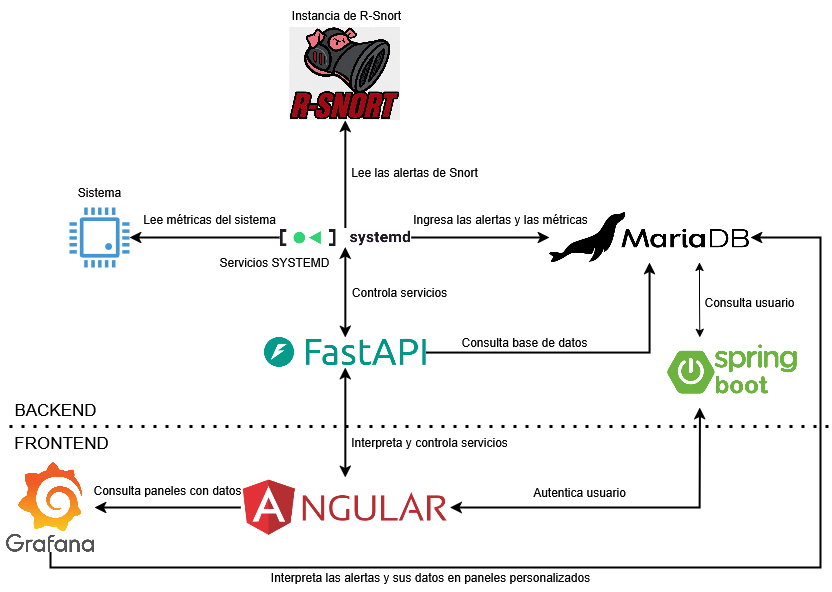 Instancia de R-Snort
R-SNORT
Lee las alertas de Snort
Sistema
Lee métricas del sistema
Ingresa las alertas y las métricas
systemd
MariaDB
Servicios SYSTEMD
Controla servicios
Consulta usuario
FastAPI
Consulta base de datos
spring
boot
BACKEND
FRONTEND
Interpreta y controla servicios
Consulta paneles con datos
ANGULAR
Autentica usuario
Grafana
Interpreta las alertas y sus datos en paneles personalizados